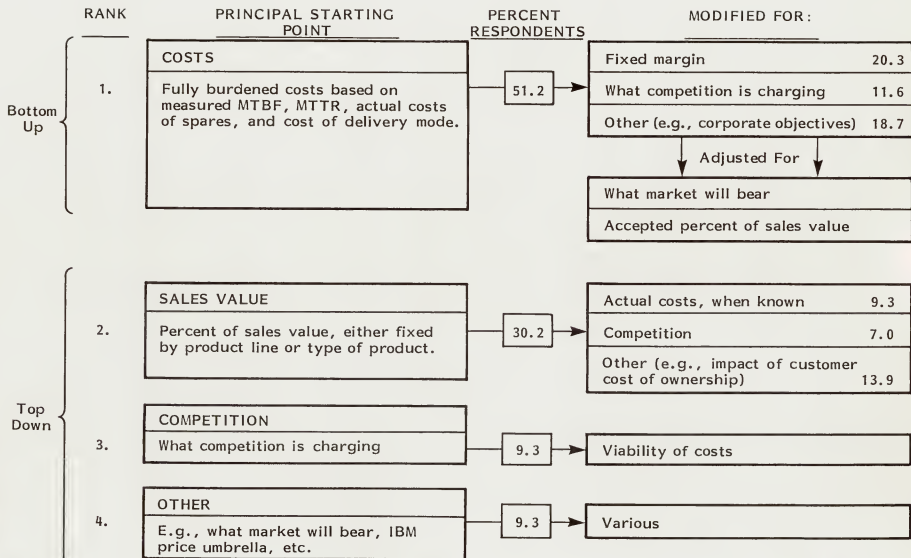 RANK
PRINCIPAL STARTING
POINT
PERCENT
RESPONDENTS
MODIFIED FOR:
Bottom
Up
1.
COSTS
Fully burdened costs based on
measured MTBF, MTTR, actual costs
of spares, and cost of delivery mode.
51.2
Fixed margin 20.3
What competition is charging 11.6
Other (e.g., corporate objectives) 18.7
Adjusted For
What market will bear
Accepted percent of sales value
Top
Down
2.
SALES VALUE
Percent of sales value, either fixed
by product line or type of product.
30.2
Actual costs, when known 9.3
Competition 7.0
Other (e.g., impact of customer
cost of ownership) 13.9
3.
COMPETITION
What competition is charging
9.3
Viability of costs
4.
OTHER
E.g., what market will bear, IBM
price umbrella, etc.
9.3
Various